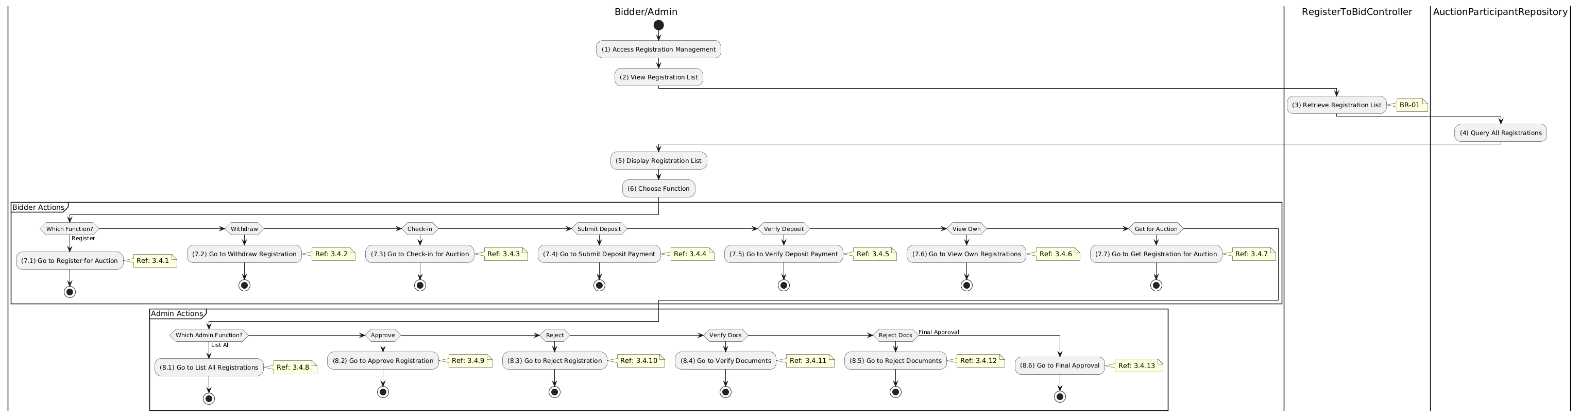 Bidder/Admin
RegisterToBidController
AuctionParticipantRepository
(1) Access Registration Management
(2) View Registration List
(3) Retrieve Registration List
BR-01
(4) Query All Registrations
(5) Display Registration List
(6) Choose Function
Bidder Actions
Which Function?
Withdraw
Check-in
Submit Deposit
Verify Deposit
View Own
Get for Auction
Register
(7.1) Go to Register for Auction
Ref: 3.4.1
(7.2) Go to Withdraw Registration
Ref: 3.4.2
(7.3) Go to Check-in for Auction
Ref: 3.4.3
(7.4) Go to Submit Deposit Payment
Ref: 3.4.4
(7.5) Go to Verify Deposit Payment
Ref: 3.4.5
(7.6) Go to View Own Registrations
Ref: 3.4.6
(7.7) Go to Get Registration for Auction
Ref: 3.4.7
Admin Actions
Which Admin Function?
Approve
Reject
Verify Docs
Reject Docs
Final Approval
List All
(8.1) Go to List All Registrations
Ref: 3.4.8
(8.2) Go to Approve Registration
Ref: 3.4.9
(8.3) Go to Reject Registration
Ref: 3.4.10
(8.4) Go to Verify Documents
Ref: 3.4.11
(8.5) Go to Reject Documents
Ref: 3.4.12
(8.6) Go to Final Approval
Ref: 3.4.13